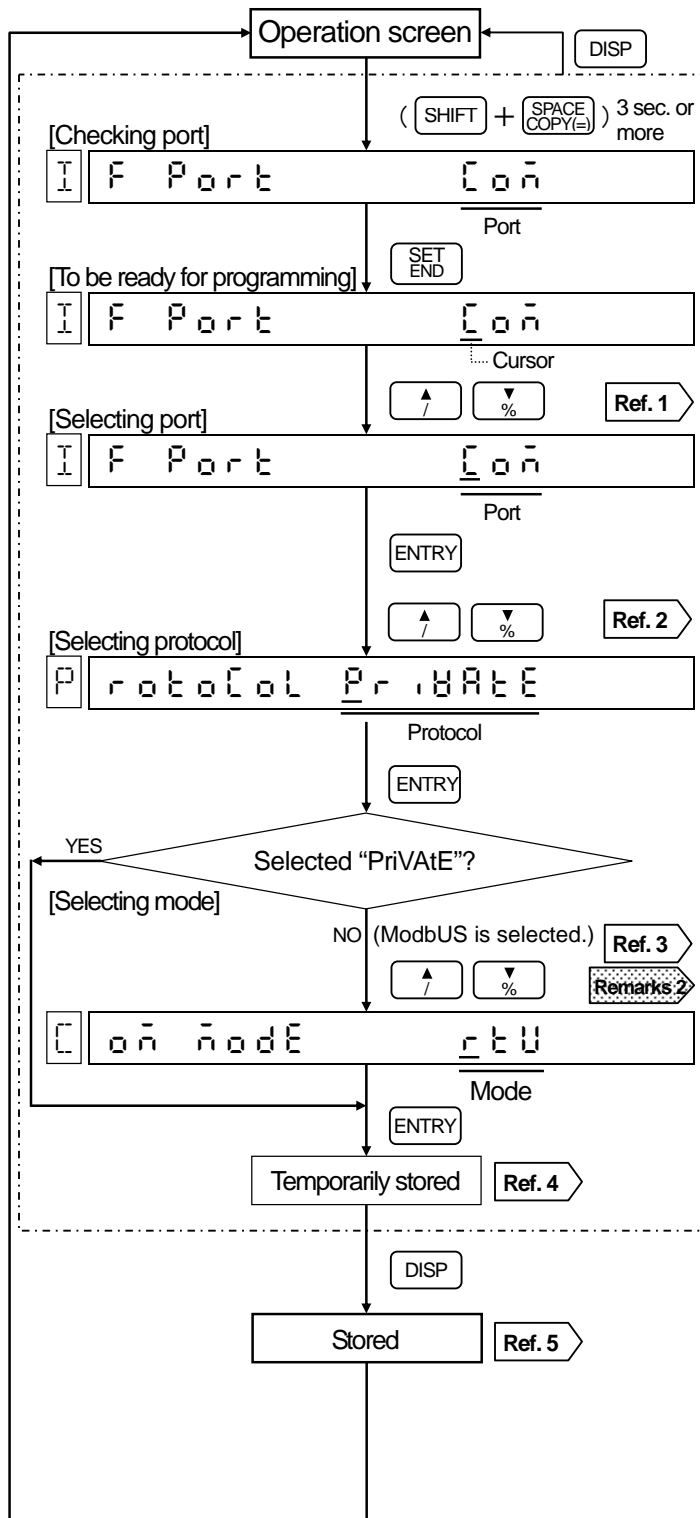 Operation screen
DISP
( SHIFT + SPACE COPY(=) ) 3 sec. or more
[Checking port]
I F Port Com
Port
SET END
[To be ready for programming]
I F Port Com
Cursor
▲ / ▼ % Ref. 1
[Selecting port]
I F Port Com
Port
ENTRY
▲ / ▼ % Ref. 2
[Selecting protocol]
P rotoCoL PriVAtE
Protocol
ENTRY
YES
Selected “PriVAtE”?
[Selecting mode]
NO (ModbUS is selected.) Ref. 3
▲ / ▼ % Remarks 2
C om modE rtU
Mode
ENTRY
Temporarily stored Ref. 4
DISP
Stored Ref. 5